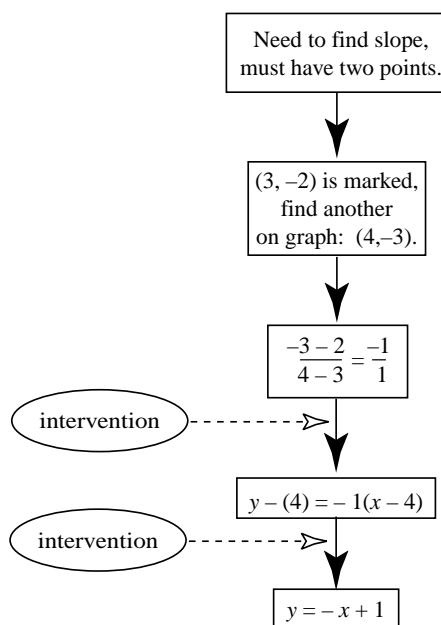 Need to find slope,
must have two points.
(3, –2) is marked,
find another
on graph: (4,–3).
–3 – 2 / 4 – 3 = –1 / 1
intervention
y – (4) = – 1(x – 4)
intervention
y = – x + 1